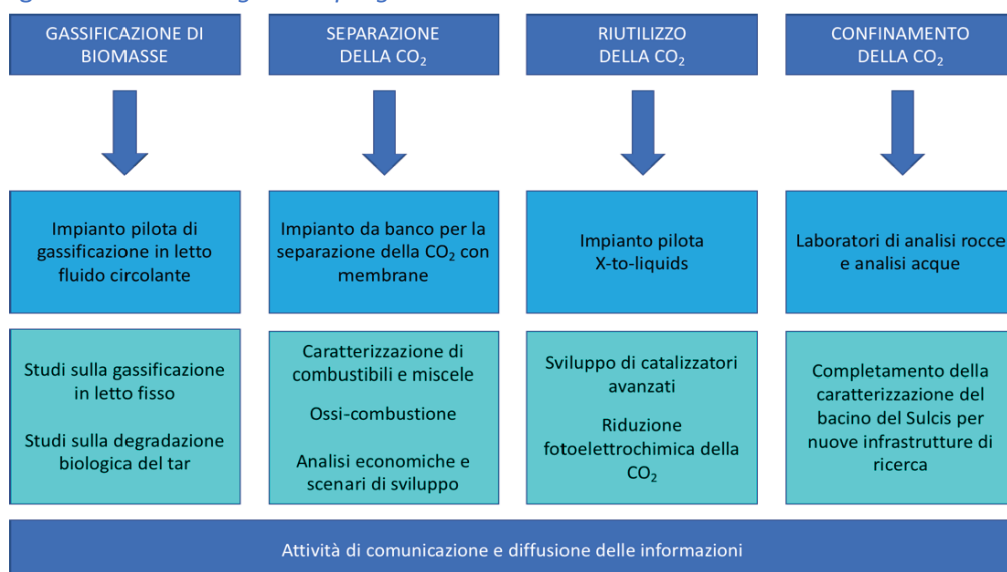 GASSIFICAZIONE DI
BIOMASSE
SEPARAZIONE
DELLA CO₂
RIUTILIZZO
DELLA CO₂
CONFINAMENTO
DELLA CO₂
Impianto pilota di
gassificazione in letto
fluido circolante
Impianto da banco per la
separazione della CO₂ con
membrane
Impianto pilota
X-to-liquids
Laboratori di analisi rocce
e analisi acque
Studi sulla gassificazione
in letto fisso
Studi sulla degradazione
biologica del tar
Caratterizzazione di
combustibili e miscele
Ossi-combustione
Analisi economiche e
scenari di sviluppo
Sviluppo di catalizzatori
avanzati
Riduzione
fotoelettrochimica della
CO₂
Completamento della
caratterizzazione del
bacino del Sulcis per
nuove infrastrutture di
ricerca
Attività di comunicazione e diffusione delle informazioni